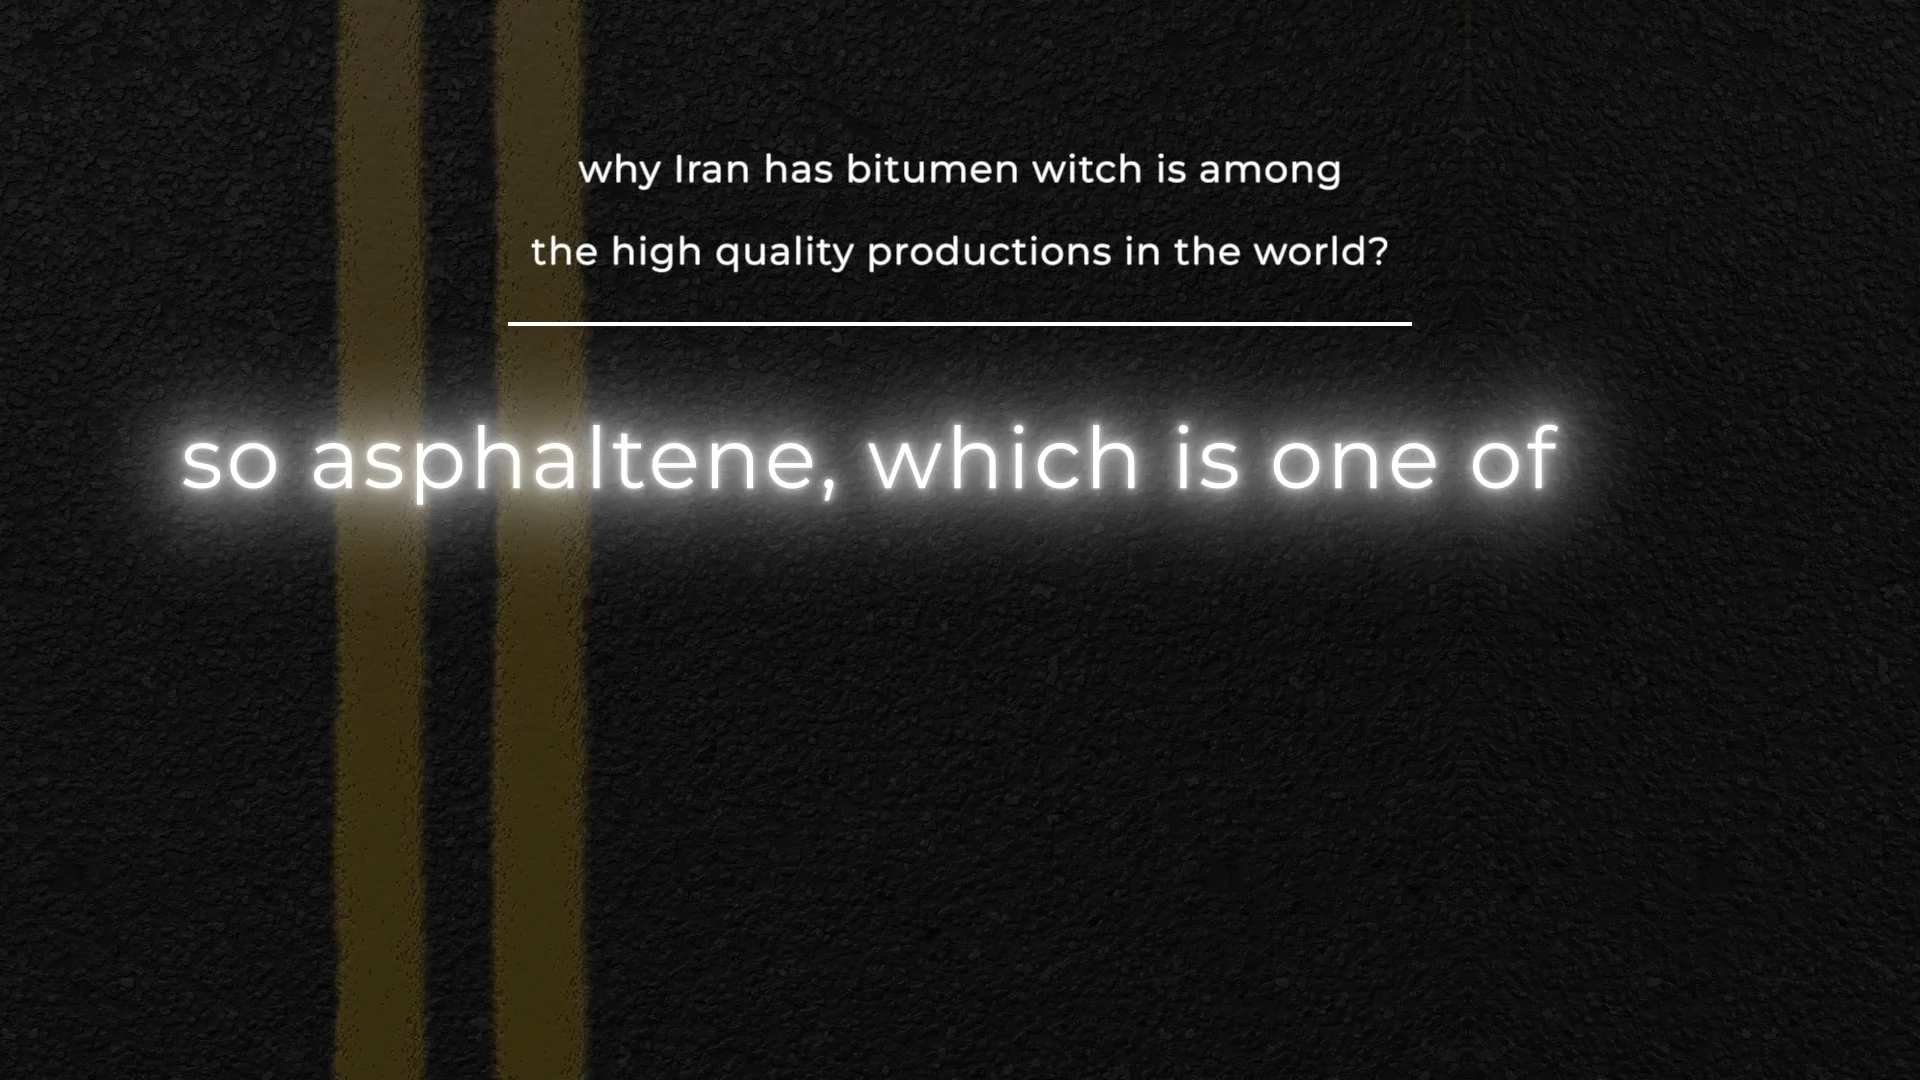 why Iran has bitumen witch is among
the high quality productions in the world?
so asphaltene, which is one of